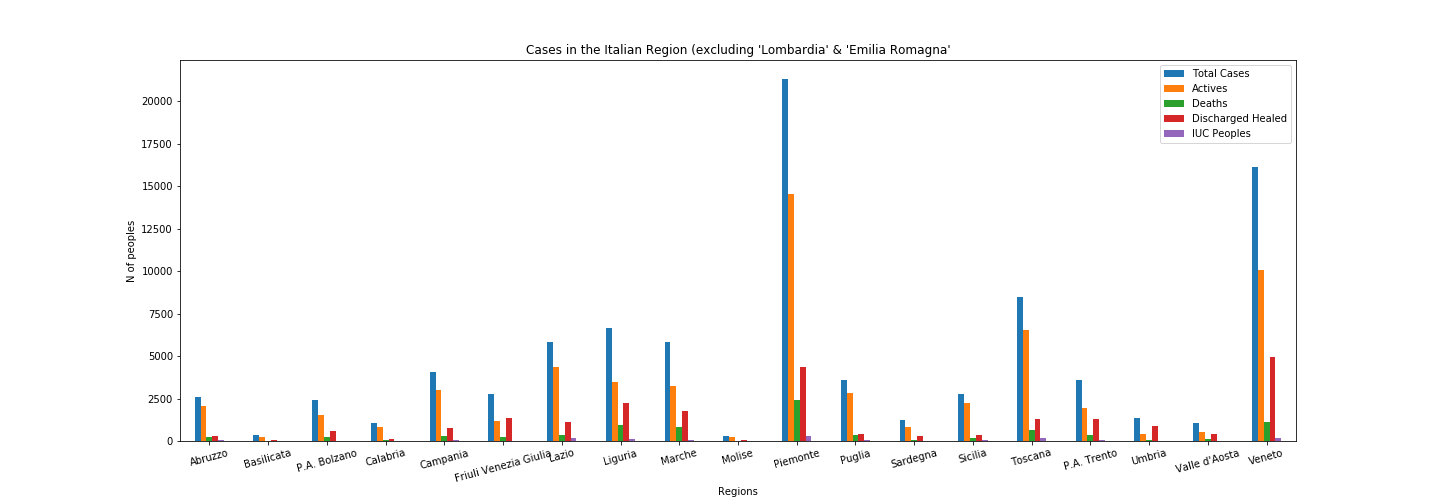 Cases in the Italian Region (excluding 'Lombardia' & 'Emilia Romagna'
Total Cases
Actives
Deaths
Discharged Healed
IUC Peoples
N of peoples
20000
17500
15000
12500
10000
7500
5000
2500
0
Abruzzo
Basilicata
P.A. Bolzano
Calabria
Campania
Friuli Venezia Giulia
Lazio
Liguria
Marche
Molise
Piemonte
Puglia
Sardegna
Sicilia
Toscana
P.A. Trento
Umbria
Valle d'Aosta
Veneto
Regions